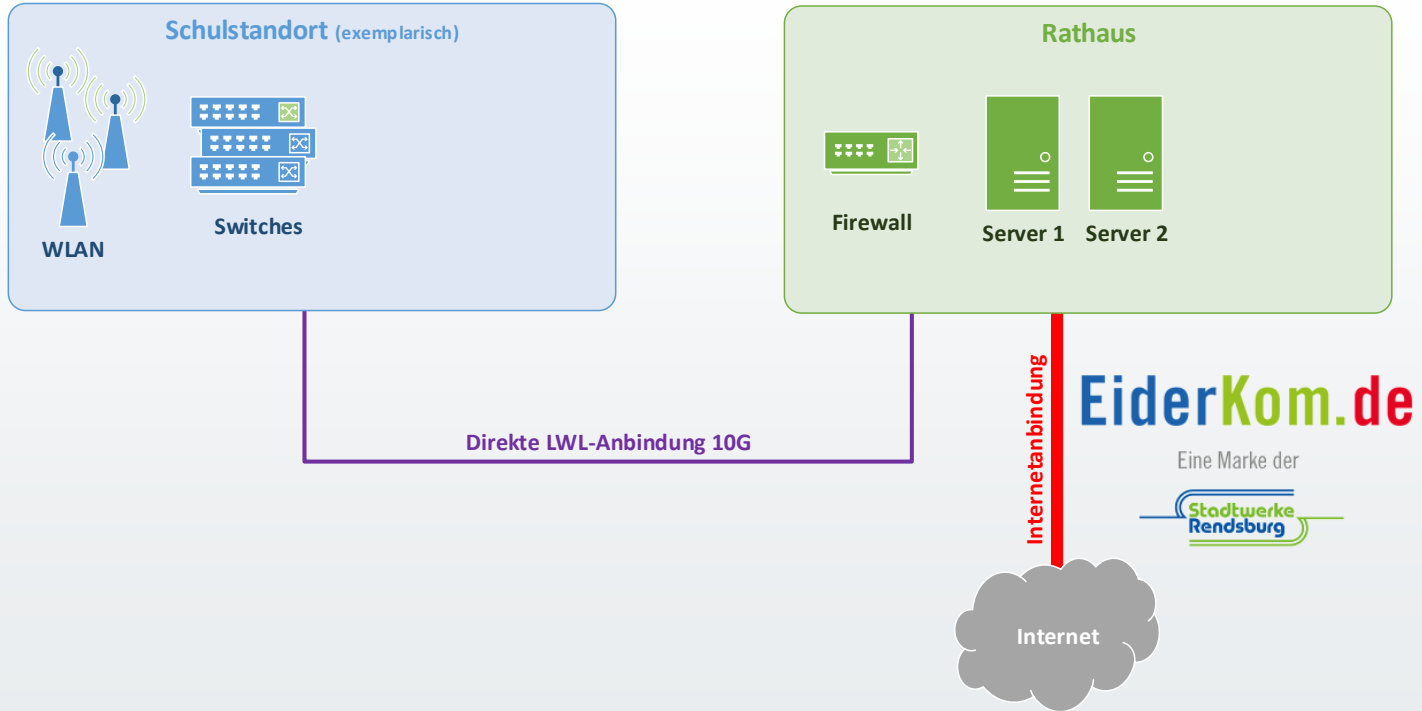 Schulstandort (exemplarisch)
WLAN
Switches
Rathaus
Firewall
Server 1
Server 2
Direkte LWL-Anbindung 10G
Internetanbindung
EiderKom.de
Eine Marke der
Stadtwerke
Rendsburg
Internet